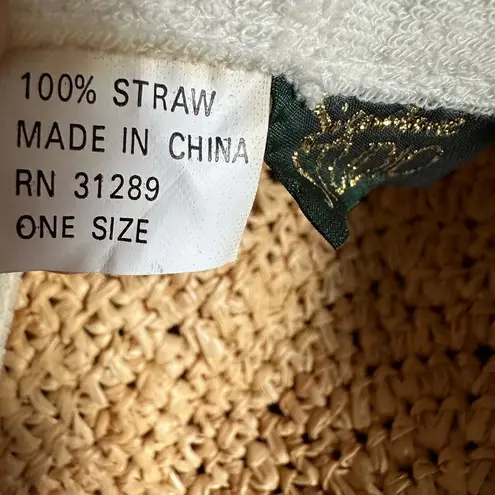 100% STRAW
MADE IN CHINA
RN 31289
ONE SIZE